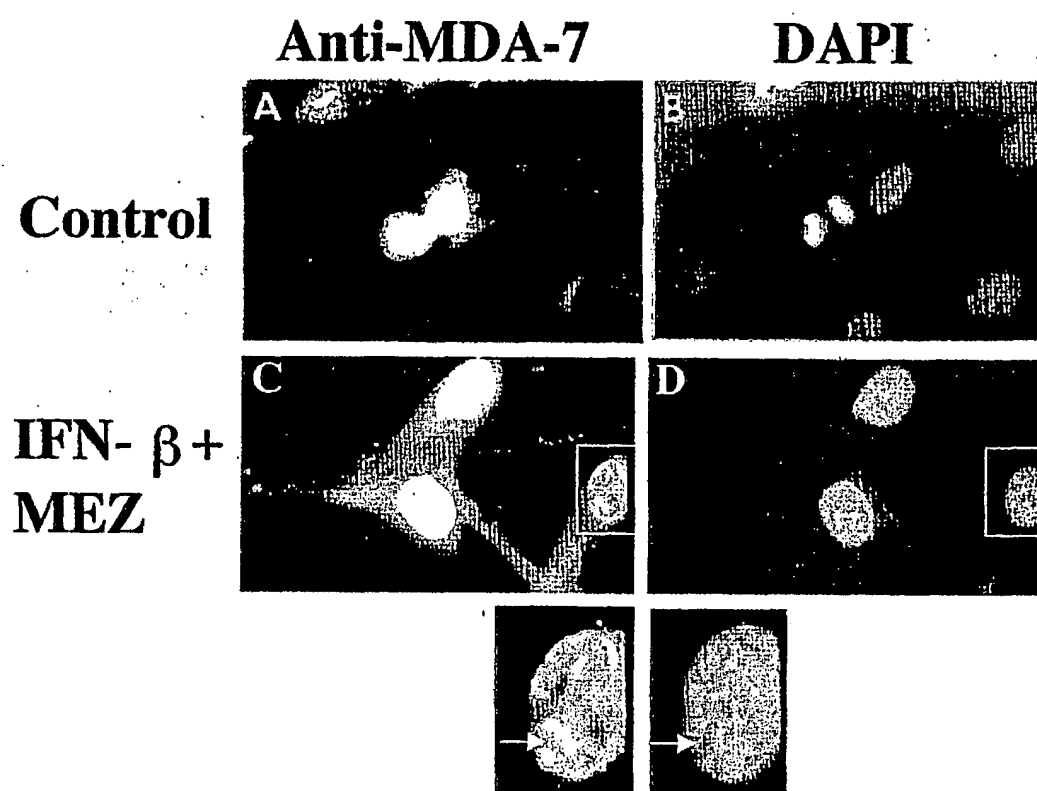 Anti-MDA-7 DAPI
A B
Control
C D
IFN- β +
MEZ